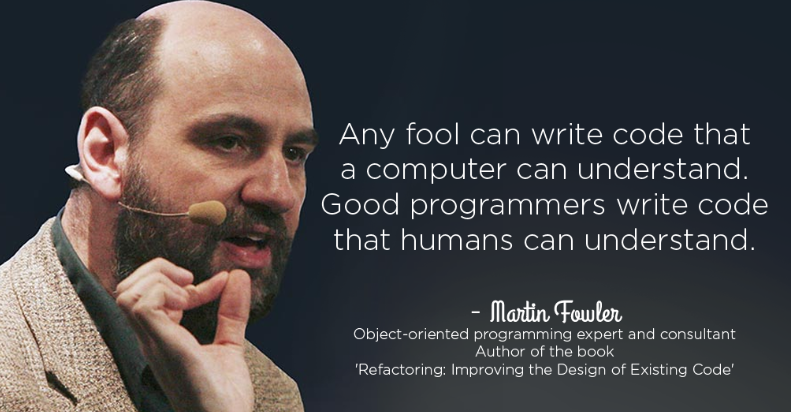 Any fool can write code that
a computer can understand.
Good programmers write code
that humans can understand.
- Martin Fowler
Object-oriented programming expert and consultant
Author of the book
'Refactoring: Improving the Design of Existing Code'